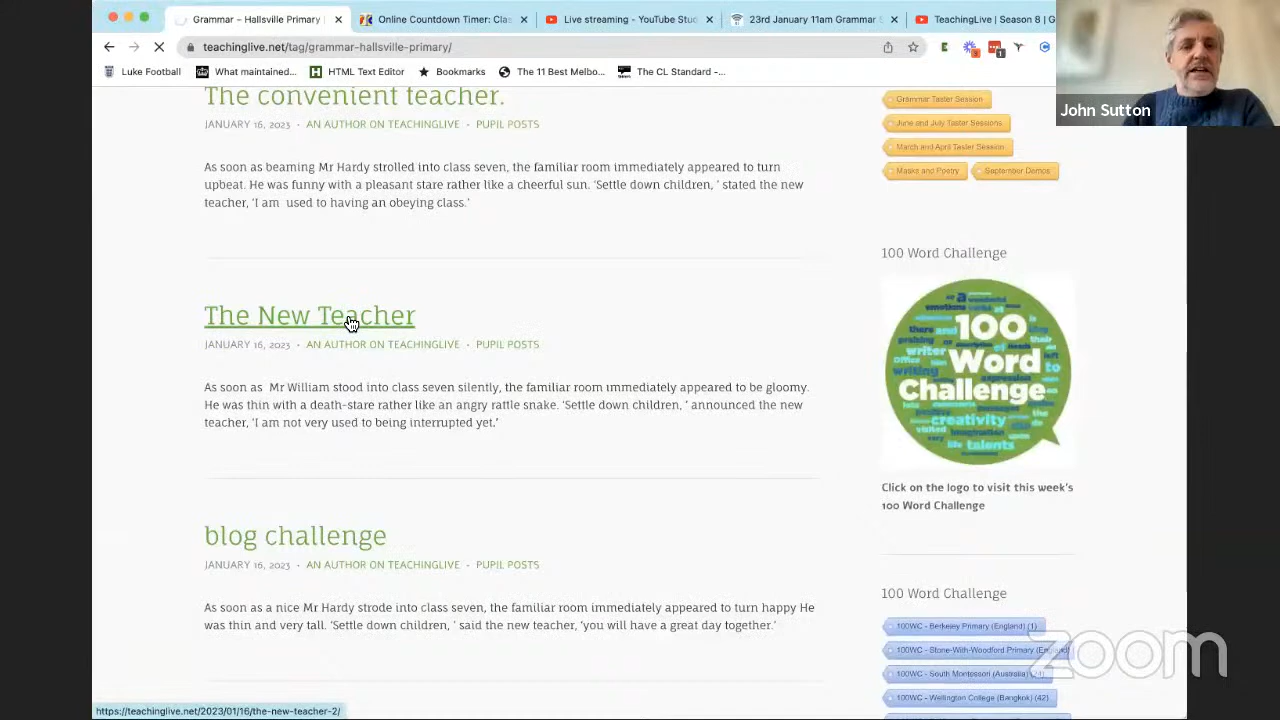 Grammar – Hallsville Primary
Online Countdown Timer: Clas
Live streaming - YouTube Stud
23rd January 11am Grammar S
TeachingLive | Season 8 | G
teachinglive.net/tag/grammar-hallsville-primary/
Luke Football
What maintained...
HTML Text Editor
Bookmarks
The 11 Best Melbo...
The CL Standard -...
John Sutton
The convenient teacher.
JANUARY 16, 2023 · AN AUTHOR ON TEACHINGLIVE · PUPIL POSTS
As soon as beaming Mr Hardy strolled into class seven, the familiar room immediately appeared to turn
upbeat. He was funny with a pleasant stare rather like a cheerful sun. ‘Settle down children, ’ stated the new
teacher, ‘I am  used to having an obeying class.’
The New Teacher
JANUARY 16, 2023 · AN AUTHOR ON TEACHINGLIVE · PUPIL POSTS
As soon as  Mr William stood into class seven silently, the familiar room immediately appeared to be gloomy.
He was thin with a death-stare rather like an angry rattle snake. ‘Settle down children, ’ announced the new
teacher, ‘I am not very used to being interrupted yet.’
blog challenge
JANUARY 16, 2023 · AN AUTHOR ON TEACHINGLIVE · PUPIL POSTS
As soon as a nice Mr Hardy strode into class seven, the familiar room immediately appeared to turn happy He
was thin and very tall. ‘Settle down children, ’ said the new teacher, ‘you will have a great day together.’
Grammar Taster Session
June and July Taster Sessions
March and April Taster Session
Masks and Poetry
September Demos
100 Word Challenge
100
Word
Challenge
Click on the logo to visit this week's
100 Word Challenge
100 Word Challenge
100WC - Berkeley Primary (England) (1)
100WC - Stone-With-Woodford Primary (England)
100WC - South Montessori (Australia)
100WC - Wellington College (Bangkok) (42)
zoom
https://teachinglive.net/2023/01/16/the-new-teacher-2/